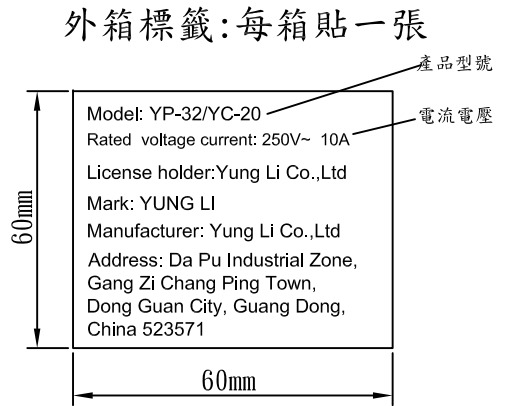 外箱標籤:每箱貼一張
產品型號
Model: YP-32/YC-20
電流電壓
Rated voltage current: 250V~ 10A
License holder:Yung Li Co.,Ltd
Mark: YUNG LI
Manufacturer: Yung Li Co.,Ltd
Address: Da Pu Industrial Zone,
Gang Zi Chang Ping Town,
Dong Guan City, Guang Dong,
China 523571
60mm
60mm